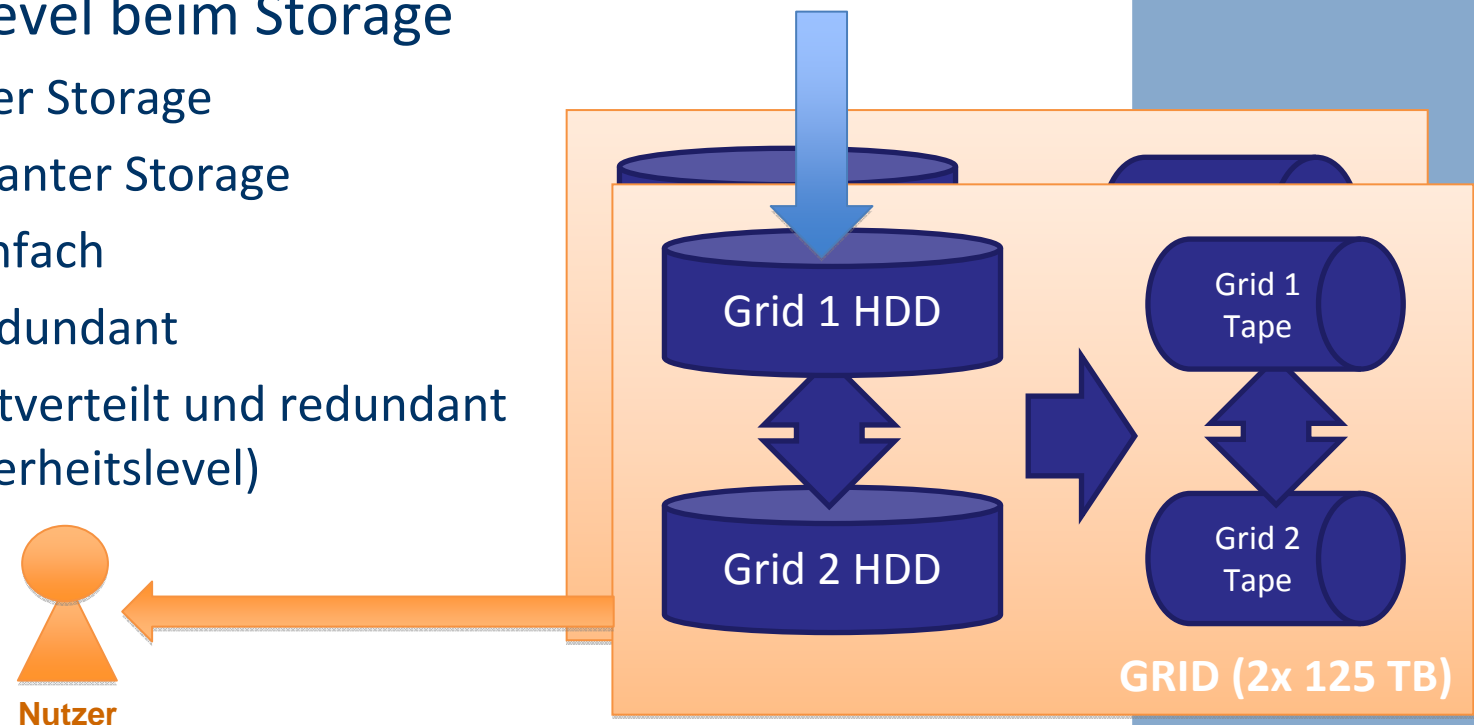 evel beim Storage
er Storage
anter Storage
nfach
dundant
tverteilt und redundant
erheitslevel)
Grid 1 HDD
Grid 2 HDD
Grid 1
Tape
Grid 2
Tape
GRID (2x 125 TB)
Nutzer